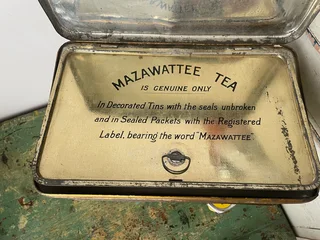 MAZAWATTEE TEA
IS GENUINE ONLY
In Decorated Tins with the seals unbroken
and in Sealed Packets with the Registered
Label, bearing the word "MAZAWATTEE"